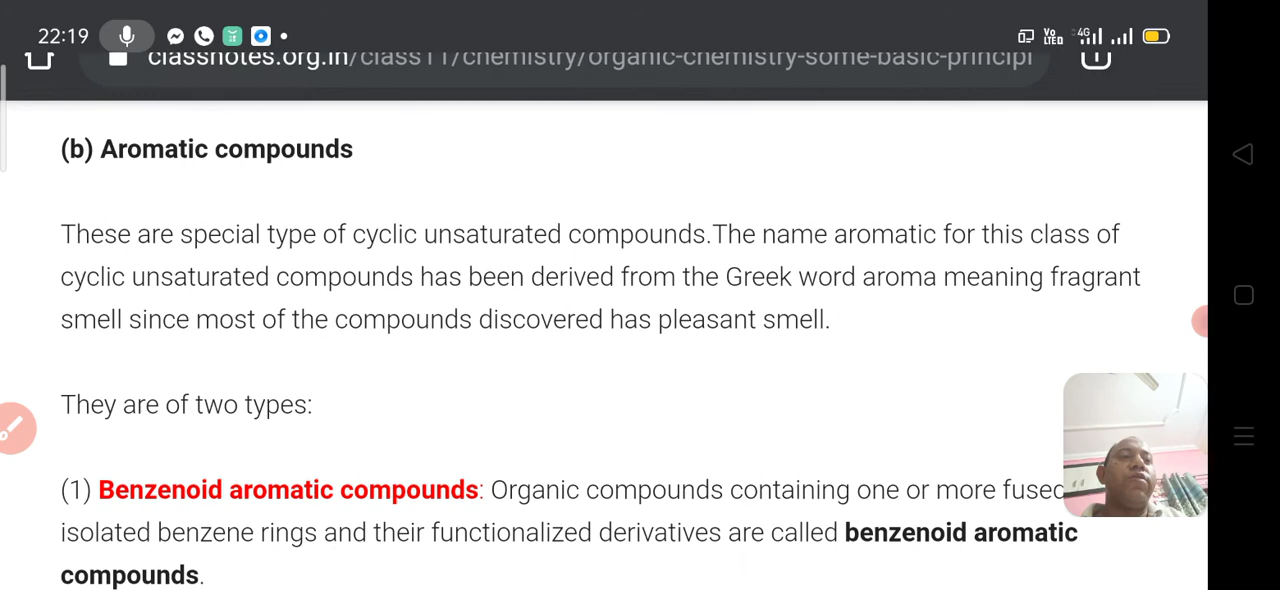 22:19
Vo LTED 4G
classnotes.org.in/class11/chemistry/organic-chemistry-some-basic-principl
(b) Aromatic compounds
These are special type of cyclic unsaturated compounds.The name aromatic for this class of
cyclic unsaturated compounds has been derived from the Greek word aroma meaning fragrant
smell since most of the compounds discovered has pleasant smell.
They are of two types:
(1) Benzenoid aromatic compounds: Organic compounds containing one or more fused
isolated benzene rings and their functionalized derivatives are called benzenoid aromatic
compounds.